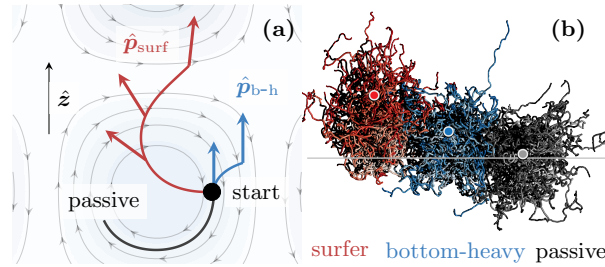 (a)
p̂surf
p̂b-h
ẑ
passive
start
(b)
surfer bottom-heavy passive